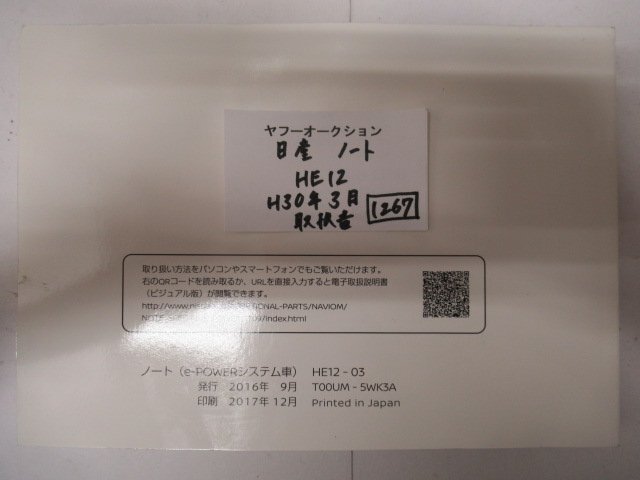 ヤフーオークション
日産 ノート
HE12
H30年3月
取扱書
1267
取り扱い方法をパソコンやスマートフォンでもご覧いただけます。
右のQRコードを読み取るか、URLを直接入力すると電子取扱説明書
(ビジュアル版)が閲覧できます。
-PARTS/NAVIOM/
/index.html
ノート(e-POWERシステム車) HE12-03
発行 2016年 9月 T00UM-5WK3A
印刷 2017年 12月 Printed in Japan